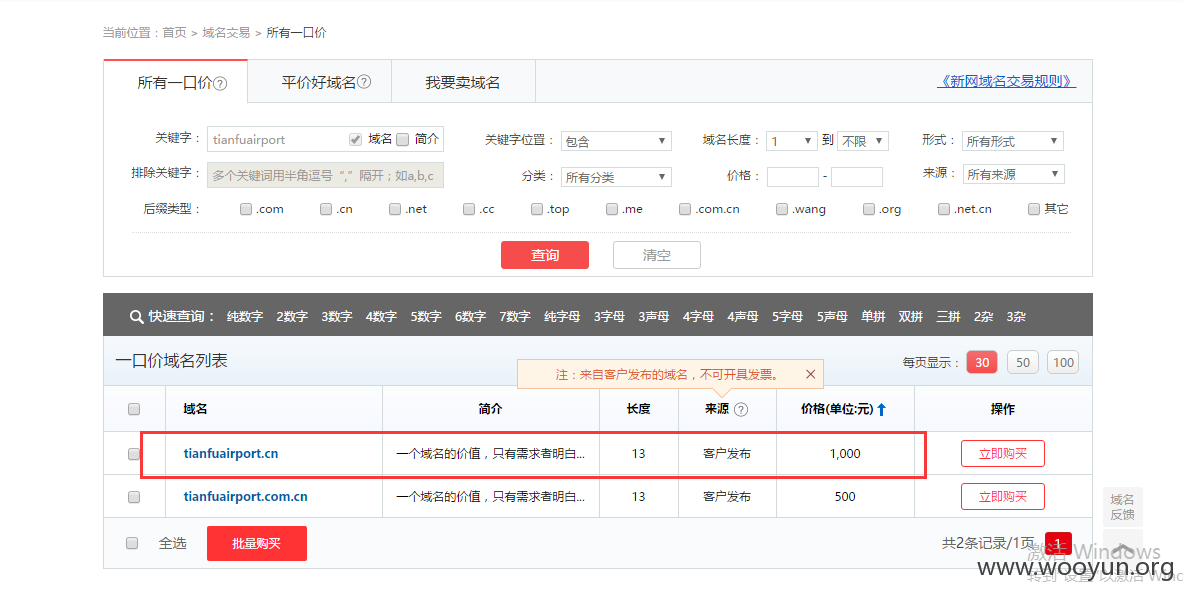 当前位置：首页 > 域名交易 > 所有一口价
所有一口价? 平价好域名? 我要卖域名 《新网域名交易规则》
关键字： tianfuairport 域名 简介 关键字位置： 包含 域名长度： 1 到 不限 形式： 所有形式
排除关键字： 多个关键词用半角逗号“,”隔开；如a,b,c 分类： 所有分类 价格： - 来源： 所有来源
后缀类型： .com .cn .net .cc .top .me .com.cn .wang .org .net.cn 其它
查询 清空
快速查询： 纯数字 2数字 3数字 4数字 5数字 6数字 7数字 纯字母 3字母 3声母 4字母 4声母 5字母 5声母 单拼 双拼 三拼 2杂 3杂
一口价域名列表 每页显示： 30 50 100
注：来自客户发布的域名，不可开具发票。 ×
域名 简介 长度 来源 ? 价格(单位:元) 操作
tianfuairport.cn 一个域名的价值，只有需求者明白... 13 客户发布 1,000 立即购买
tianfuairport.com.cn 一个域名的价值，只有需求者明白... 13 客户发布 500 立即购买
域名
反馈
全选 批量购买 共2条记录/1页 1
激活 Windows
www.wooyun.org
转到"设置"以激活 Winc